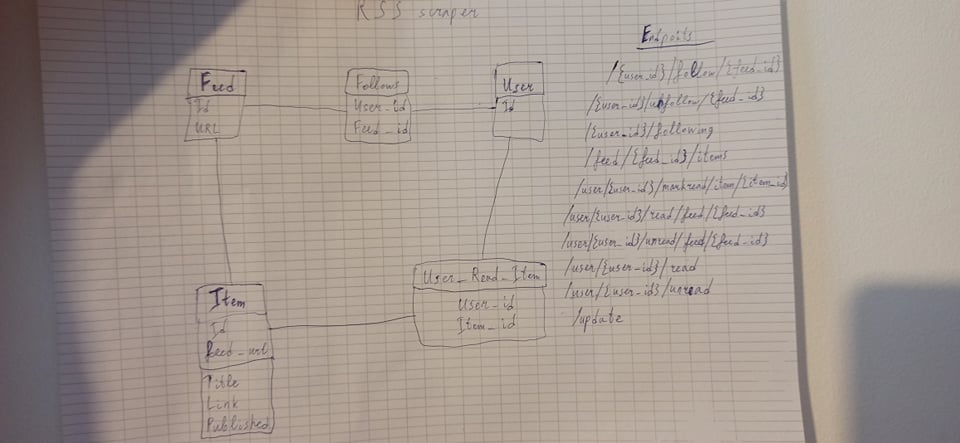 RSS scraper
Feed
Id
URL
Follows
User_id
Feed_id
User
Id
Item
Id
feed_url
Title
Link
Published
User_Read_Item
User_id
Item_id
Endpoits
/{user_id}/follow/{feed_id}
/{user_id}/unfollow/{feed_id}
/{user_id}/following
/feed/{feed_id}/items
/user/{user_id}/markread/item/{item_id}
/user/{user_id}/read/feed/{feed_id}
/user/{user_id}/unread/feed/{feed_id}
/user/{user_id}/read
/user/{user_id}/unread
/update